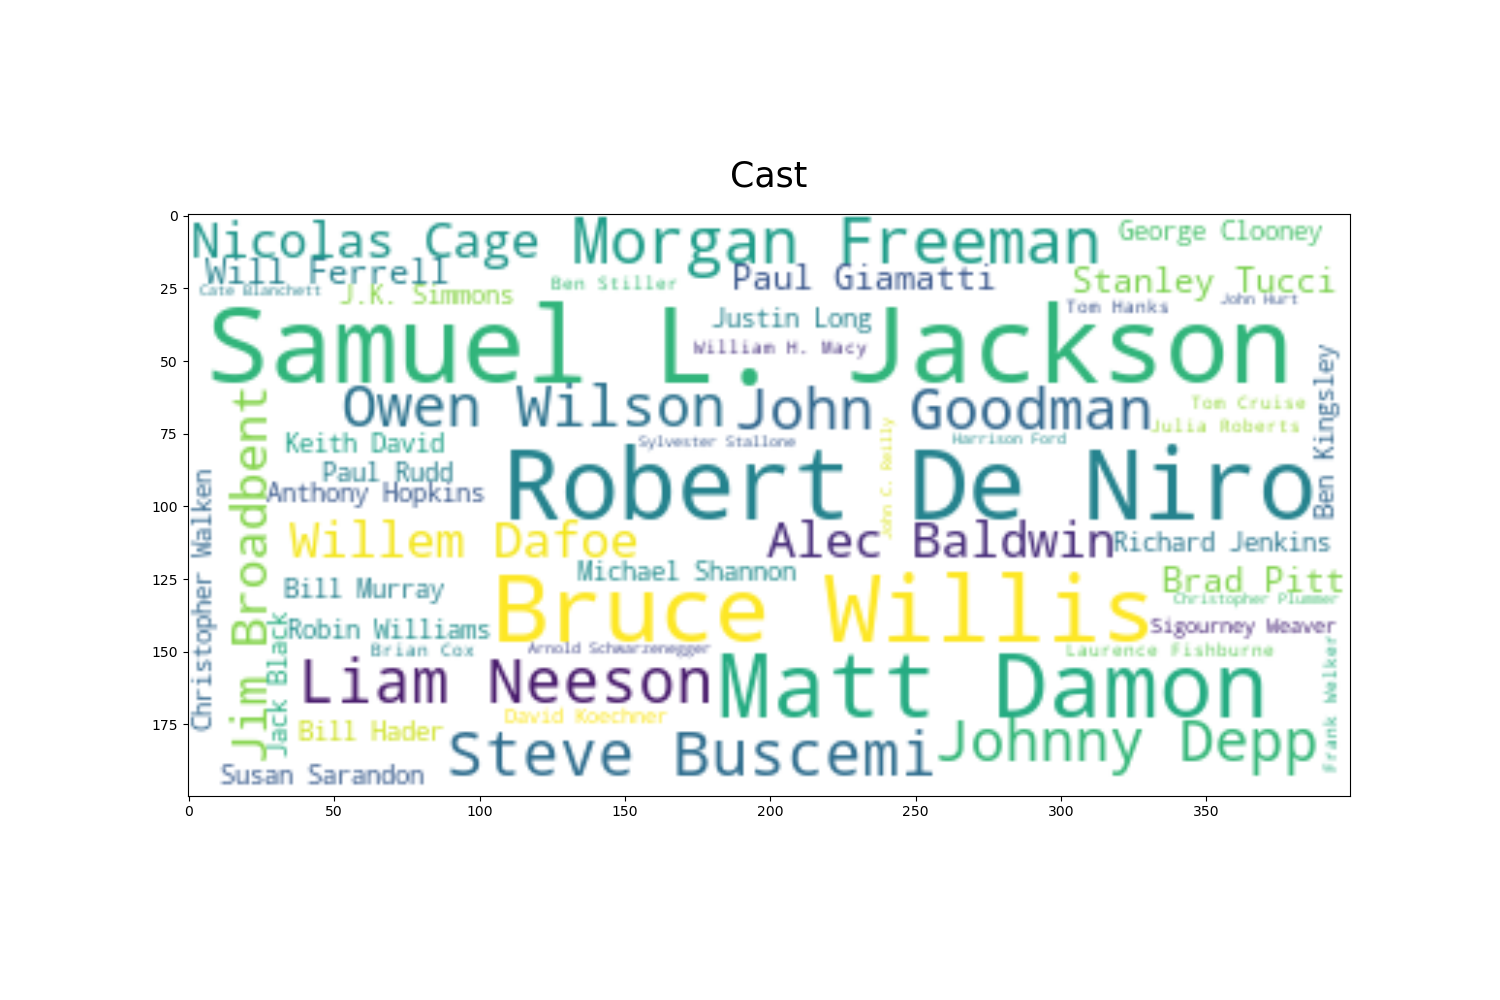 Cast
0
25
50
75
100
125
150
175
0
50
100
150
200
250
300
350
Nicolas Cage
Morgan Freeman
George Clooney
Will Ferrell
Paul Giamatti
Stanley Tucci
Cate Blanchett
J.K. Simmons
Ben Stiller
Tom Hanks
John Hurt
Samuel L. Jackson
Justin Long
William H. Macy
Owen Wilson
John Goodman
Tom Cruise
Julia Roberts
Ben Kingsley
Keith David
Sylvester Stallone
John C. Reilly
Harrison Ford
Paul Rudd
Anthony Hopkins
Robert De Niro
Jim Broadbent
Christopher Walken
Willem Dafoe
Alec Baldwin
Richard Jenkins
Michael Shannon
Bill Murray
Bruce Willis
Brad Pitt
Christopher Plummer
Robin Williams
Sigourney Weaver
Brian Cox
Arnold Schwarzenegger
Laurence Fishburne
Jack Black
Liam Neeson
Matt Damon
Frank Welker
David Koechner
Bill Hader
Steve Buscemi
Johnny Depp
Susan Sarandon